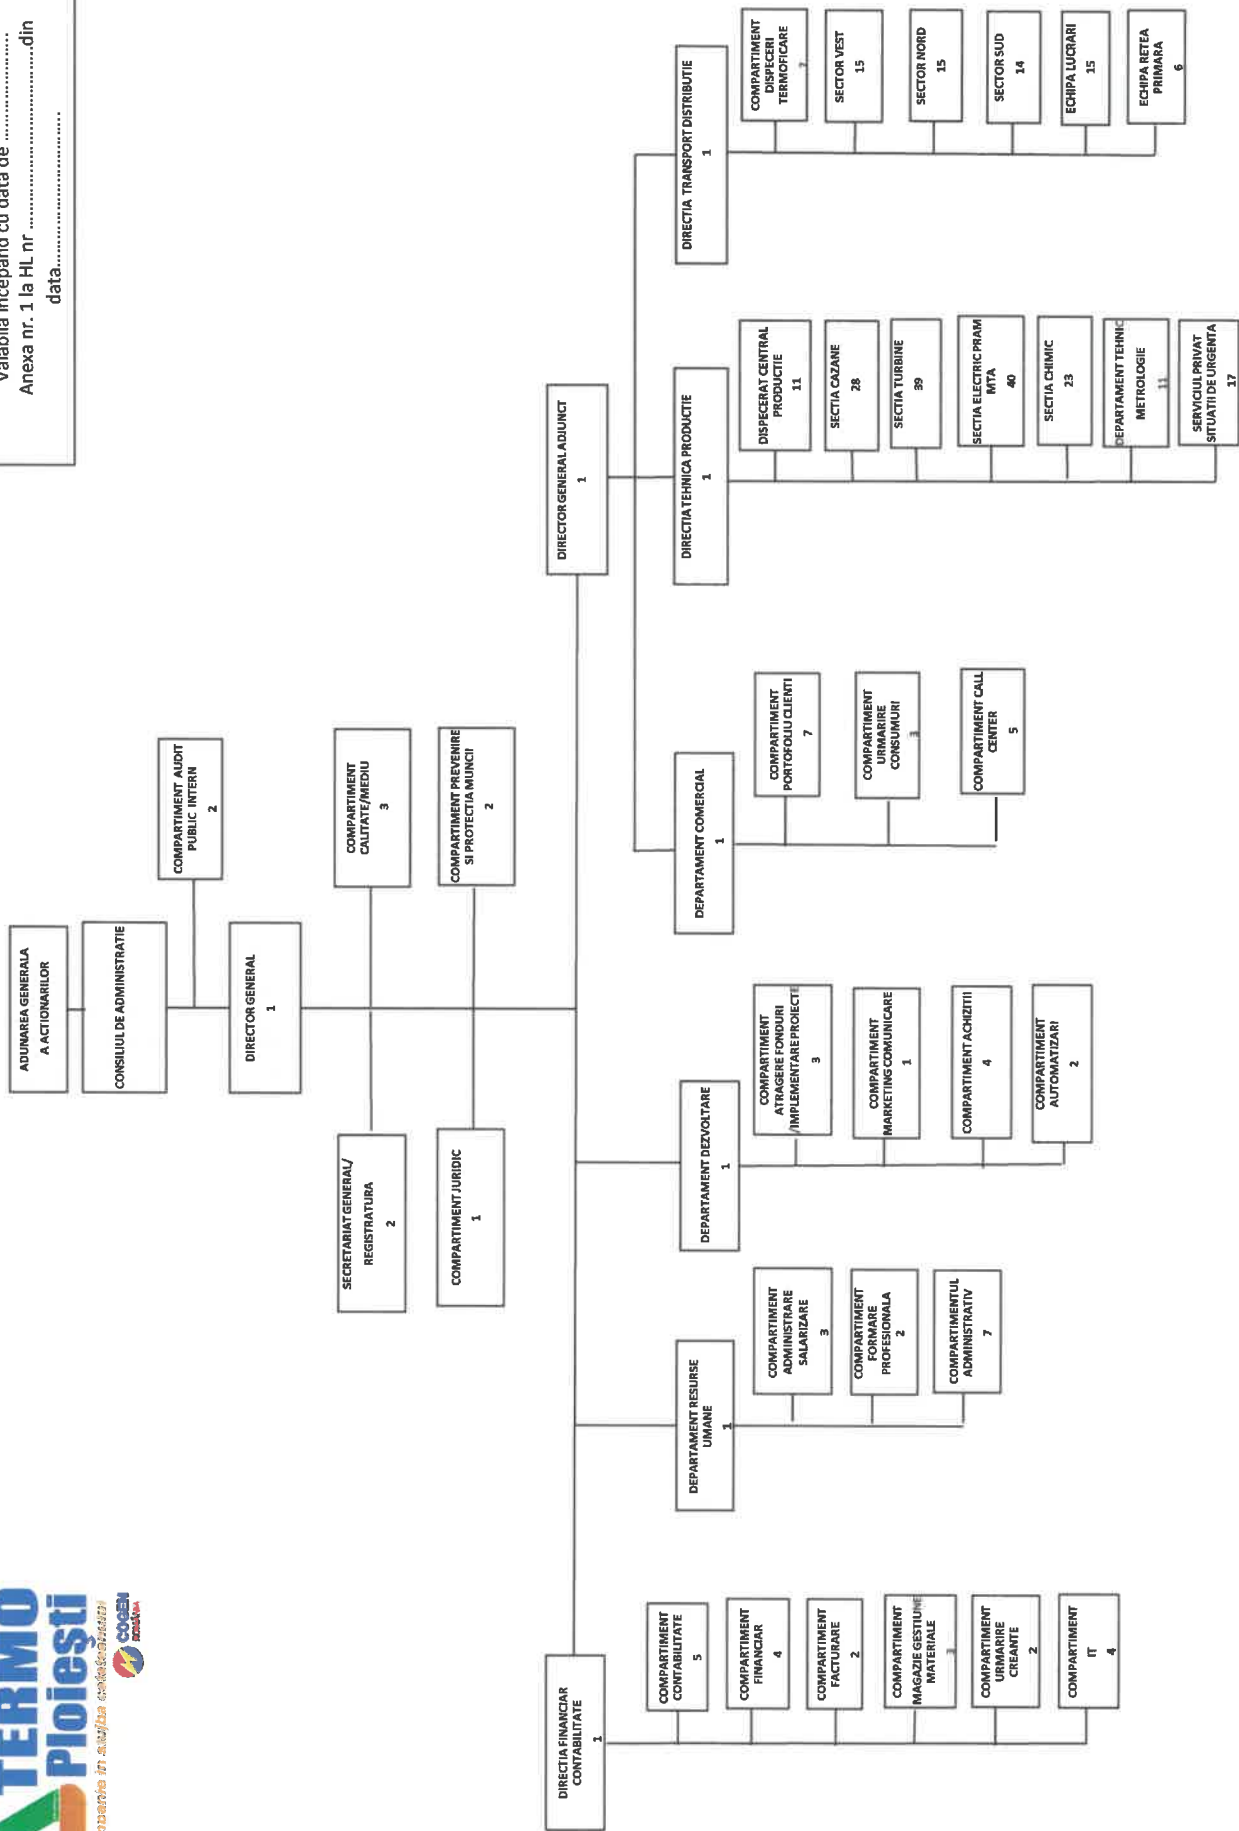 TERMO
Ploiești
COGEN
ROMÂNIA
Valabila incepand cu data de ........................
Anexa nr. 1 la HL nr ........................................din
data................................
ADUNAREA GENERALA
A ACTIONARILOR
CONSILIUL DE ADMINISTRATIE
COMPARTIMENT AUDIT
PUBLIC INTERN
2
DIRECTOR GENERAL
1
SECRETARIAT GENERAL/
REGISTRATURA
2
COMPARTIMENT
CALITATE/MEDIU
3
COMPARTIMENT JURIDIC
1
COMPARTIMENT PREVENIRE
SI PROTECTIA MUNCII
2
DIRECTIA FINANCIAR
CONTABILITATE
1
COMPARTIMENT
CONTABILITATE
5
COMPARTIMENT
FINANCIAR
4
COMPARTIMENT
FACTURARE
2
COMPARTIMENT
MAGAZIE GESTIUNE
MATERIALE
3
COMPARTIMENT
URMARIRE
CREANTE
2
COMPARTIMENT
IT
4
DEPARTAMENT RESURSE
UMANE
1
COMPARTIMENT
ADMINISTRARE
SALARIZARE
3
COMPARTIMENT
FORMARE
PROFESIONALA
2
COMPARTIMENTUL
ADMINISTRATIV
7
DEPARTAMENT DEZVOLTARE
1
COMPARTIMENT
ATRAGERE FONDURI
/IMPLEMENTARE PROIECTE
3
COMPARTIMENT
MARKETING COMUNICARE
1
COMPARTIMENT ACHIZITII
4
COMPARTIMENT
AUTOMATIZARI
2
DIRECTOR GENERAL ADJUNCT
1
DEPARTAMENT COMERCIAL
1
COMPARTIMENT
PORTOFOLIU CLIENTI
7
COMPARTIMENT
URMARIRE
CONSUMURI
3
COMPARTIMENT CALL
CENTER
5
DIRECTIA TEHNICA PRODUCTIE
1
DISPECERAT CENTRAL
PRODUCTIE
11
SECTIA CAZANE
28
SECTIA TURBINE
39
SECTIA ELECTRIC PRAM
MTA
40
SECTIA CHIMIC
23
DEPARTAMENT TEHNIC
METROLOGIE
11
SERVICIUL PRIVAT
SITUATII DE URGENTA
17
DIRECTIA TRANSPORT DISTRIBUTIE
1
COMPARTIMENT
DISPECERI
TERMOFICARE
7
SECTOR VEST
15
SECTOR NORD
15
SECTOR SUD
14
ECHIPA LUCRARI
15
ECHIPA RETEA
PRIMARA
6